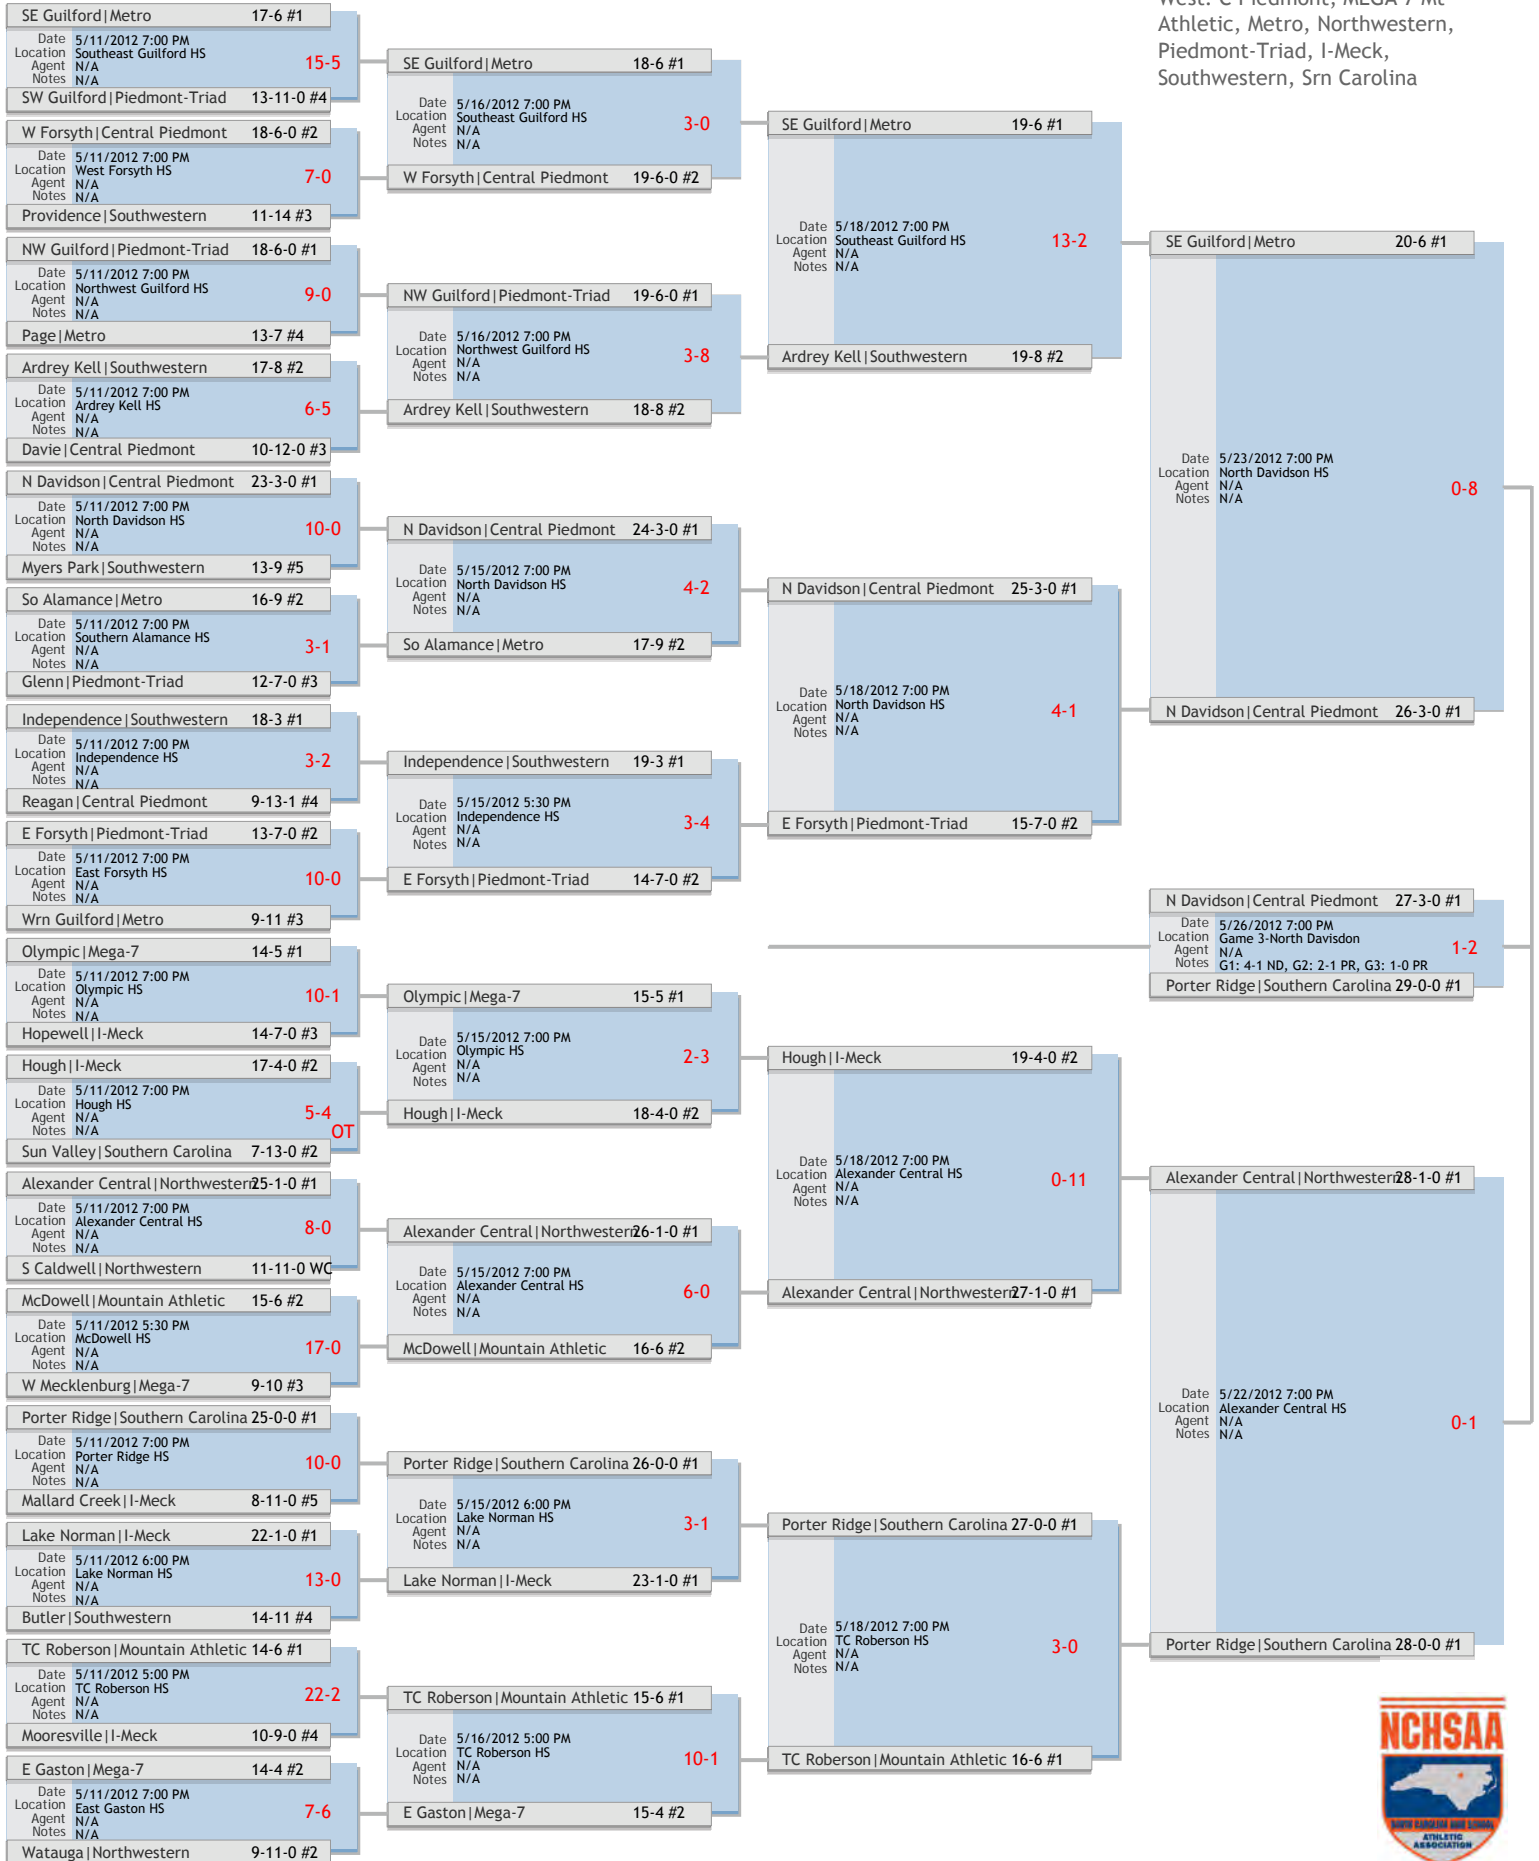 West: C Piedmont, MEGA 7 Mt
Athletic, Metro, Northwestern,
Piedmont-Triad, I-Meck,
Southwestern, Srn Carolina
SE Guilford|Metro 17-6 #1
Date 5/11/2012 7:00 PM
Location Southeast Guilford HS
Agent N/A
Notes N/A
15-5
SW Guilford|Piedmont-Triad 13-11-0 #4
W Forsyth|Central Piedmont 18-6-0 #2
Date 5/11/2012 7:00 PM
Location West Forsyth HS
Agent N/A
Notes N/A
7-0
Providence|Southwestern 11-14 #3
NW Guilford|Piedmont-Triad 18-6-0 #1
Date 5/11/2012 7:00 PM
Location Northwest Guilford HS
Agent N/A
Notes N/A
9-0
Page|Metro 13-7 #4
Ardrey Kell|Southwestern 17-8 #2
Date 5/11/2012 7:00 PM
Location Ardrey Kell HS
Agent N/A
Notes N/A
6-5
Davie|Central Piedmont 10-12-0 #3
N Davidson|Central Piedmont 23-3-0 #1
Date 5/11/2012 7:00 PM
Location North Davidson HS
Agent N/A
Notes N/A
10-0
Myers Park|Southwestern 13-9 #5
So Alamance|Metro 16-9 #2
Date 5/11/2012 7:00 PM
Location Southern Alamance HS
Agent N/A
Notes N/A
3-1
Glenn|Piedmont-Triad 12-7-0 #3
Independence|Southwestern 18-3 #1
Date 5/11/2012 7:00 PM
Location Independence HS
Agent N/A
Notes N/A
3-2
Reagan|Central Piedmont 9-13-1 #4
E Forsyth|Piedmont-Triad 13-7-0 #2
Date 5/11/2012 7:00 PM
Location East Forsyth HS
Agent N/A
Notes N/A
10-0
Wrn Guilford|Metro 9-11 #3
Olympic|Mega-7 14-5 #1
Date 5/11/2012 7:00 PM
Location Olympic HS
Agent N/A
Notes N/A
10-1
Hopewell|I-Meck 14-7-0 #3
Hough|I-Meck 17-4-0 #2
Date 5/11/2012 7:00 PM
Location Hough HS
Agent N/A
Notes N/A
5-4
OT
Sun Valley|Southern Carolina 7-13-0 #2
Alexander Central|Northwestern 25-1-0 #1
Date 5/11/2012 7:00 PM
Location Alexander Central HS
Agent N/A
Notes N/A
8-0
S Caldwell|Northwestern 11-11-0 WC
McDowell|Mountain Athletic 15-6 #2
Date 5/11/2012 5:30 PM
Location McDowell HS
Agent N/A
Notes N/A
17-0
W Mecklenburg|Mega-7 9-10 #3
Porter Ridge|Southern Carolina 25-0-0 #1
Date 5/11/2012 7:00 PM
Location Porter Ridge HS
Agent N/A
Notes N/A
10-0
Mallard Creek|I-Meck 8-11-0 #5
Lake Norman|I-Meck 22-1-0 #1
Date 5/11/2012 6:00 PM
Location Lake Norman HS
Agent N/A
Notes N/A
13-0
Butler|Southwestern 14-11 #4
TC Roberson|Mountain Athletic 14-6 #1
Date 5/11/2012 5:00 PM
Location TC Roberson HS
Agent N/A
Notes N/A
22-2
Mooresville|I-Meck 10-9-0 #4
E Gaston|Mega-7 14-4 #2
Date 5/11/2012 7:00 PM
Location East Gaston HS
Agent N/A
Notes N/A
7-6
Watauga|Northwestern 9-11-0 #2
SE Guilford|Metro 18-6 #1
Date 5/16/2012 7:00 PM
Location Southeast Guilford HS
Agent N/A
Notes N/A
3-0
W Forsyth|Central Piedmont 19-6-0 #2
NW Guilford|Piedmont-Triad 19-6-0 #1
Date 5/16/2012 7:00 PM
Location Northwest Guilford HS
Agent N/A
Notes N/A
3-8
Ardrey Kell|Southwestern 18-8 #2
N Davidson|Central Piedmont 24-3-0 #1
Date 5/15/2012 7:00 PM
Location North Davidson HS
Agent N/A
Notes N/A
4-2
So Alamance|Metro 17-9 #2
Independence|Southwestern 19-3 #1
Date 5/15/2012 5:30 PM
Location Independence HS
Agent N/A
Notes N/A
3-4
E Forsyth|Piedmont-Triad 14-7-0 #2
Olympic|Mega-7 15-5 #1
Date 5/15/2012 7:00 PM
Location Olympic HS
Agent N/A
Notes N/A
2-3
Hough|I-Meck 18-4-0 #2
Alexander Central|Northwestern 26-1-0 #1
Date 5/15/2012 7:00 PM
Location Alexander Central HS
Agent N/A
Notes N/A
6-0
McDowell|Mountain Athletic 16-6 #2
Porter Ridge|Southern Carolina 26-0-0 #1
Date 5/15/2012 6:00 PM
Location Lake Norman HS
Agent N/A
Notes N/A
3-1
Lake Norman|I-Meck 23-1-0 #1
TC Roberson|Mountain Athletic 15-6 #1
Date 5/16/2012 5:00 PM
Location TC Roberson HS
Agent N/A
Notes N/A
10-1
E Gaston|Mega-7 15-4 #2
SE Guilford|Metro 19-6 #1
Date 5/18/2012 7:00 PM
Location Southeast Guilford HS
Agent N/A
Notes N/A
13-2
Ardrey Kell|Southwestern 19-8 #2
N Davidson|Central Piedmont 25-3-0 #1
Date 5/18/2012 7:00 PM
Location North Davidson HS
Agent N/A
Notes N/A
4-1
E Forsyth|Piedmont-Triad 15-7-0 #2
Hough|I-Meck 19-4-0 #2
Date 5/18/2012 7:00 PM
Location Alexander Central HS
Agent N/A
Notes N/A
0-11
Alexander Central|Northwestern 27-1-0 #1
Porter Ridge|Southern Carolina 27-0-0 #1
Date 5/18/2012 7:00 PM
Location TC Roberson HS
Agent N/A
Notes N/A
3-0
TC Roberson|Mountain Athletic 16-6 #1
SE Guilford|Metro 20-6 #1
Date 5/23/2012 7:00 PM
Location North Davidson HS
Agent N/A
Notes N/A
0-8
N Davidson|Central Piedmont 26-3-0 #1
N Davidson|Central Piedmont 27-3-0 #1
Date 5/26/2012 7:00 PM
Location Game 3-North Davisdon
Agent N/A
Notes G1: 4-1 ND, G2: 2-1 PR, G3: 1-0 PR
1-2
Porter Ridge|Southern Carolina 29-0-0 #1
Alexander Central|Northwestern 28-1-0 #1
Date 5/22/2012 7:00 PM
Location Alexander Central HS
Agent N/A
Notes N/A
0-1
Porter Ridge|Southern Carolina 28-0-0 #1
NCHSAA
NORTH CAROLINA HIGH SCHOOL
ATHLETIC
ASSOCIATION